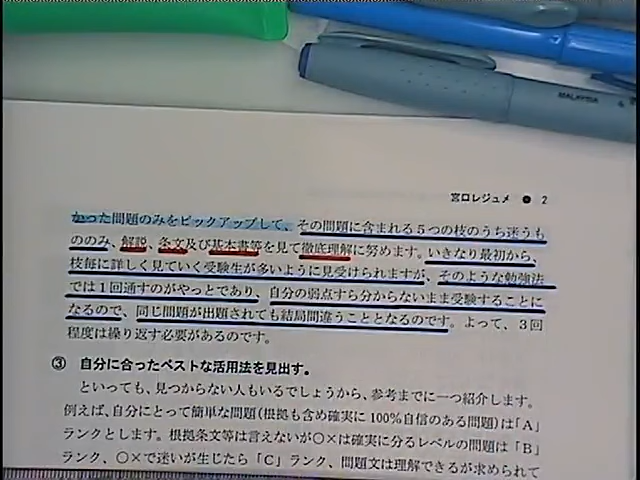 MALAYSIA
宮口レジュメ ● 2
かった問題のみをピックアップして、その問題に含まれる５つの枝のうち迷うも
ののみ、解説、条文及び基本書等を見て徹底理解に努めます。いきなり最初から、
枝毎に詳しく見ていく受験生が多いように見受けられますが、そのような勉強法
では１回通すのがやっとであり、自分の弱点すら分からないまま受験することに
なるので、同じ問題が出題されても結局間違うこととなるのです。よって、３回
程度は繰り返す必要があるのです。
③ 自分に合ったベストな活用法を見出す。
といっても、見つからない人もいるでしょうから、参考までに一つ紹介します。
例えば、自分にとって簡単な問題（根拠も含め確実に 100％自信のある問題）は「A」
ランクとします。根拠条文等は言えないが○×は確実に分るレベルの問題は「B」
ランク、○×で迷いが生じたら「C」ランク、問題文は理解できるが求められて